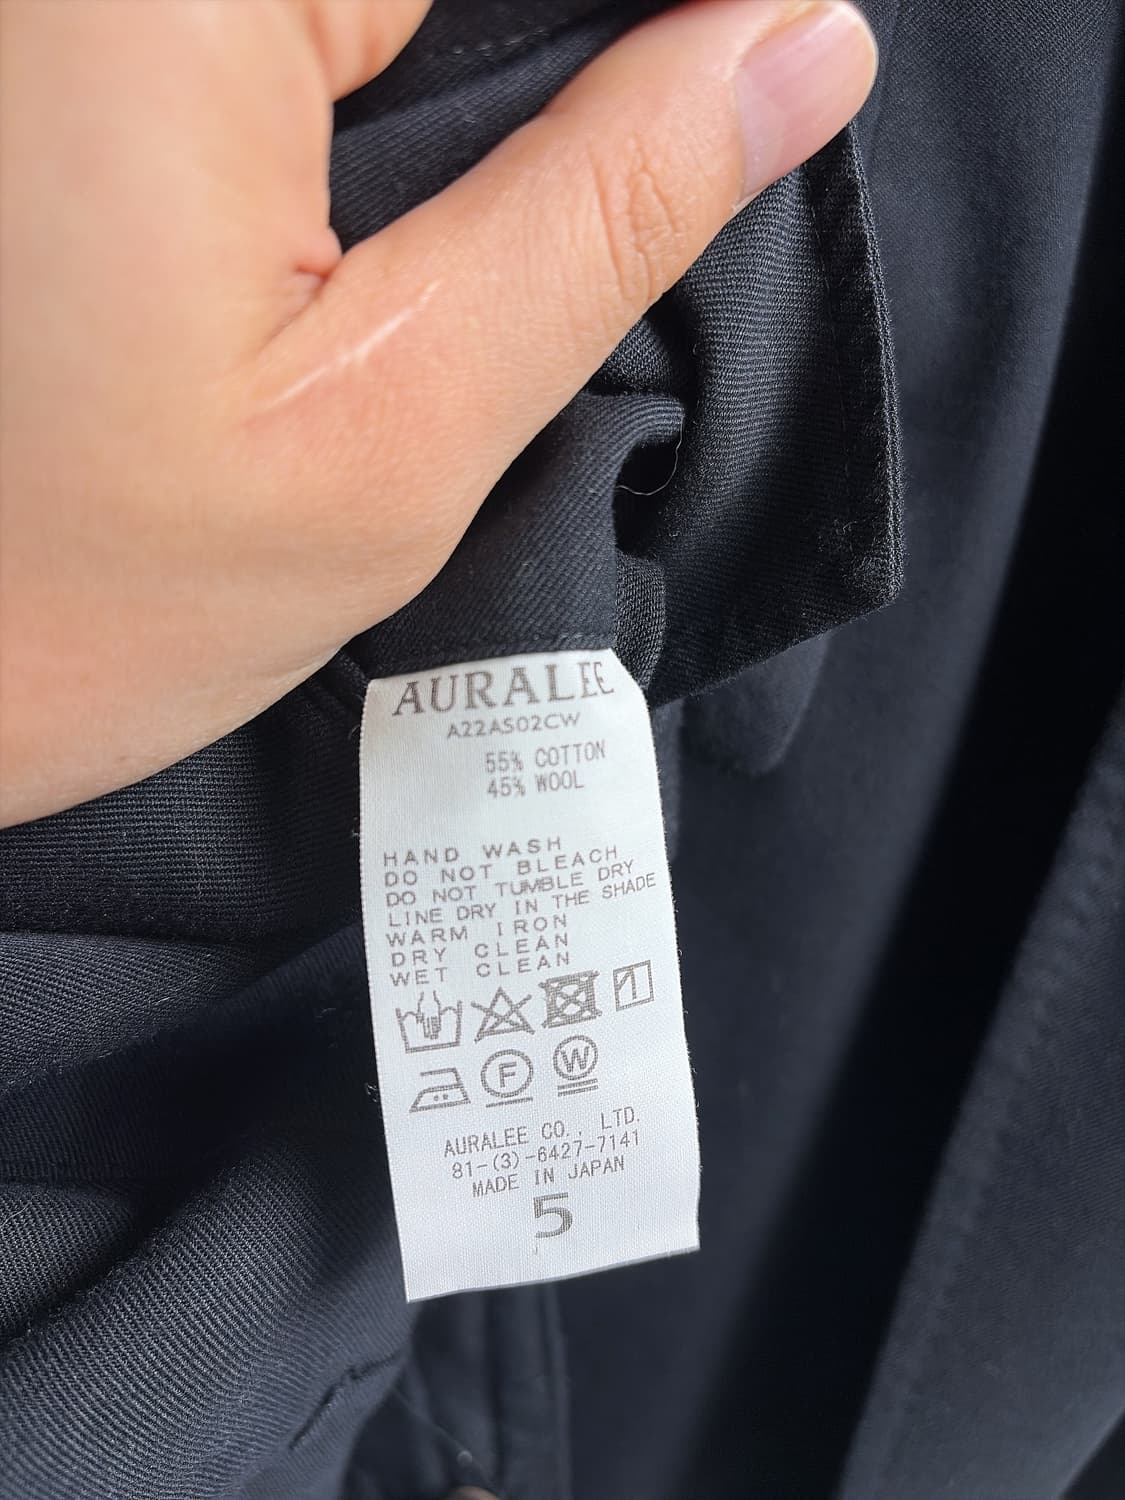 AURALEE
A22AS02CW
55% COTTON
45% WOOL
HAND WASH
DO NOT BLEACH
DO NOT TUMBLE DRY
LINE DRY IN THE SHADE
WARM IRON
DRY CLEAN
WET CLEAN
F
W
AURALEE CO., LTD.
81-(3)-6427-7141
MADE IN JAPAN
5